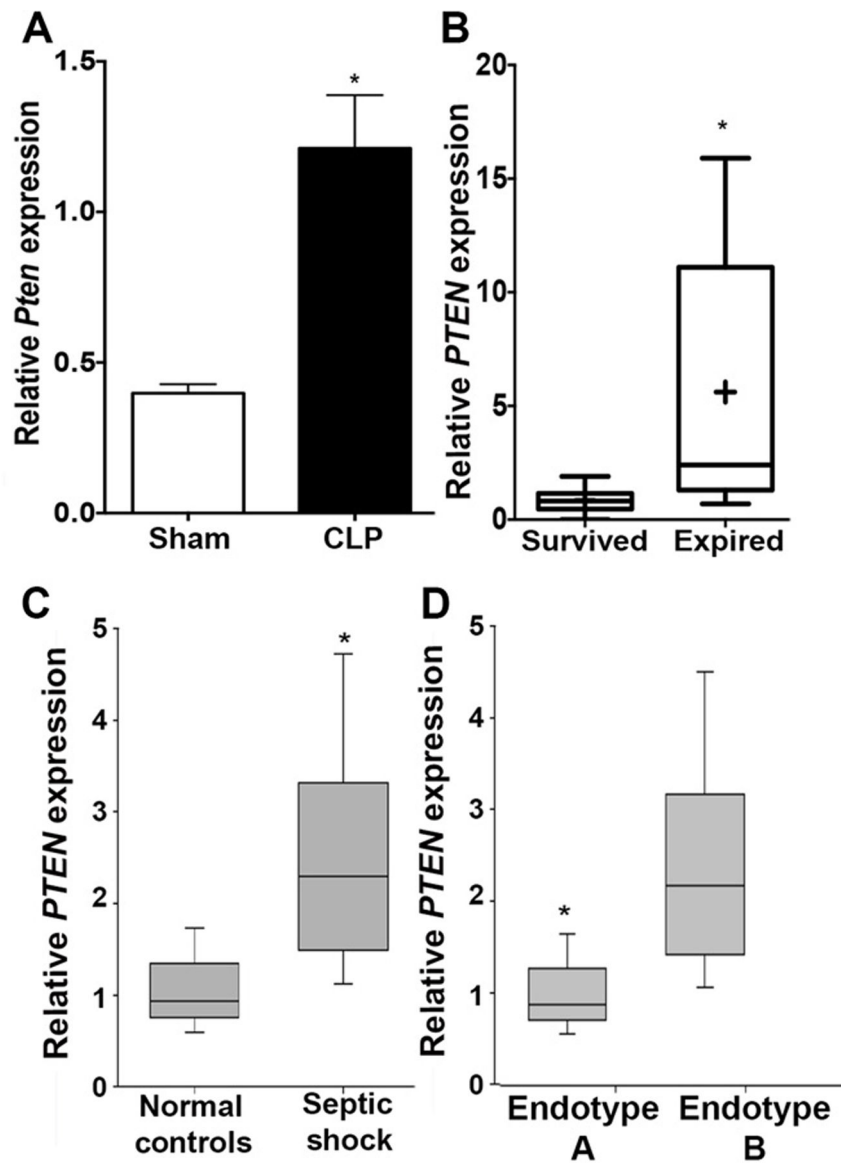 A
Relative Pten expression
1.5
1.0
0.5
0.0
*
Sham
CLP
B
Relative PTEN expression
20
15
10
5
0
*
Survived
Expired
C
Relative PTEN expression
5
4
3
2
1
0
*
Normal
controls
Septic
shock
D
Relative PTEN expression
5
4
3
2
1
0
*
Endotype
A
Endotype
B